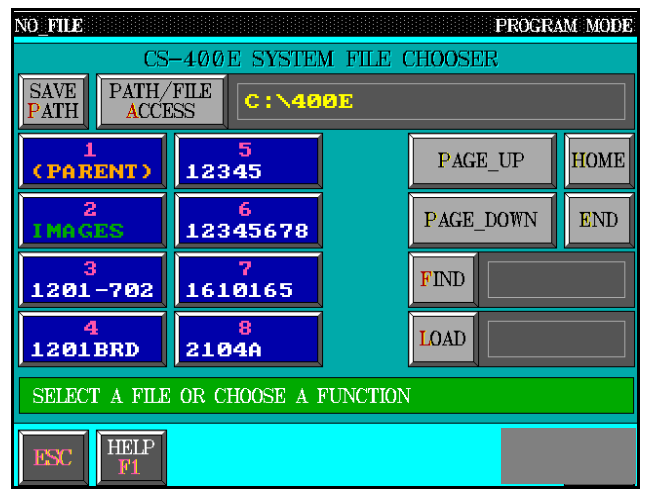 NO_FILE PROGRAM MODE
CS-400E SYSTEM FILE CHOOSER
SAVE PATH
PATH/FILE ACCESS
C:\400E
1
(PARENT)
5
12345
PAGE_UP
HOME
2
IMAGES
6
12345678
PAGE_DOWN
END
3
1201-702
7
1610165
FIND
4
1201BRD
8
2104A
LOAD
SELECT A FILE OR CHOOSE A FUNCTION
ESC
HELP
F1